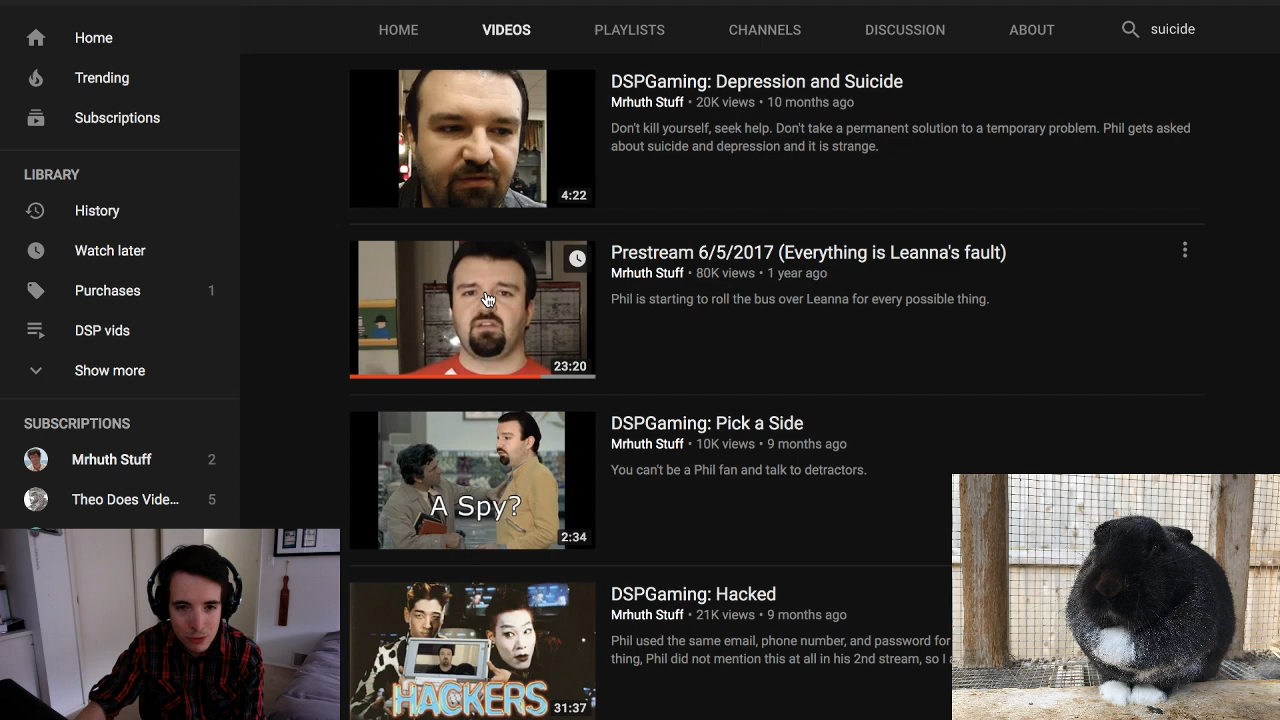 HOME
VIDEOS
PLAYLISTS
CHANNELS
DISCUSSION
ABOUT
suicide
Home
Trending
Subscriptions
LIBRARY
History
Watch later
Purchases 1
DSP vids
Show more
SUBSCRIPTIONS
Mrhuth Stuff 2
Theo Does Vide... 5
DSPGaming: Depression and Suicide
Mrhuth Stuff • 20K views • 10 months ago
Don't kill yourself, seek help. Don't take a permanent solution to a temporary problem. Phil gets asked
about suicide and depression and it is strange.
4:22
Prestream 6/5/2017 (Everything is Leanna's fault)
Mrhuth Stuff • 80K views • 1 year ago
Phil is starting to roll the bus over Leanna for every possible thing.
23:20
DSPGaming: Pick a Side
Mrhuth Stuff • 10K views • 9 months ago
You can't be a Phil fan and talk to detractors.
A Spy?
2:34
DSPGaming: Hacked
Mrhuth Stuff • 21K views • 9 months ago
Phil used the same email, phone number, and password for
thing, Phil did not mention this at all in his 2nd stream, so I
HACKERS
31:37